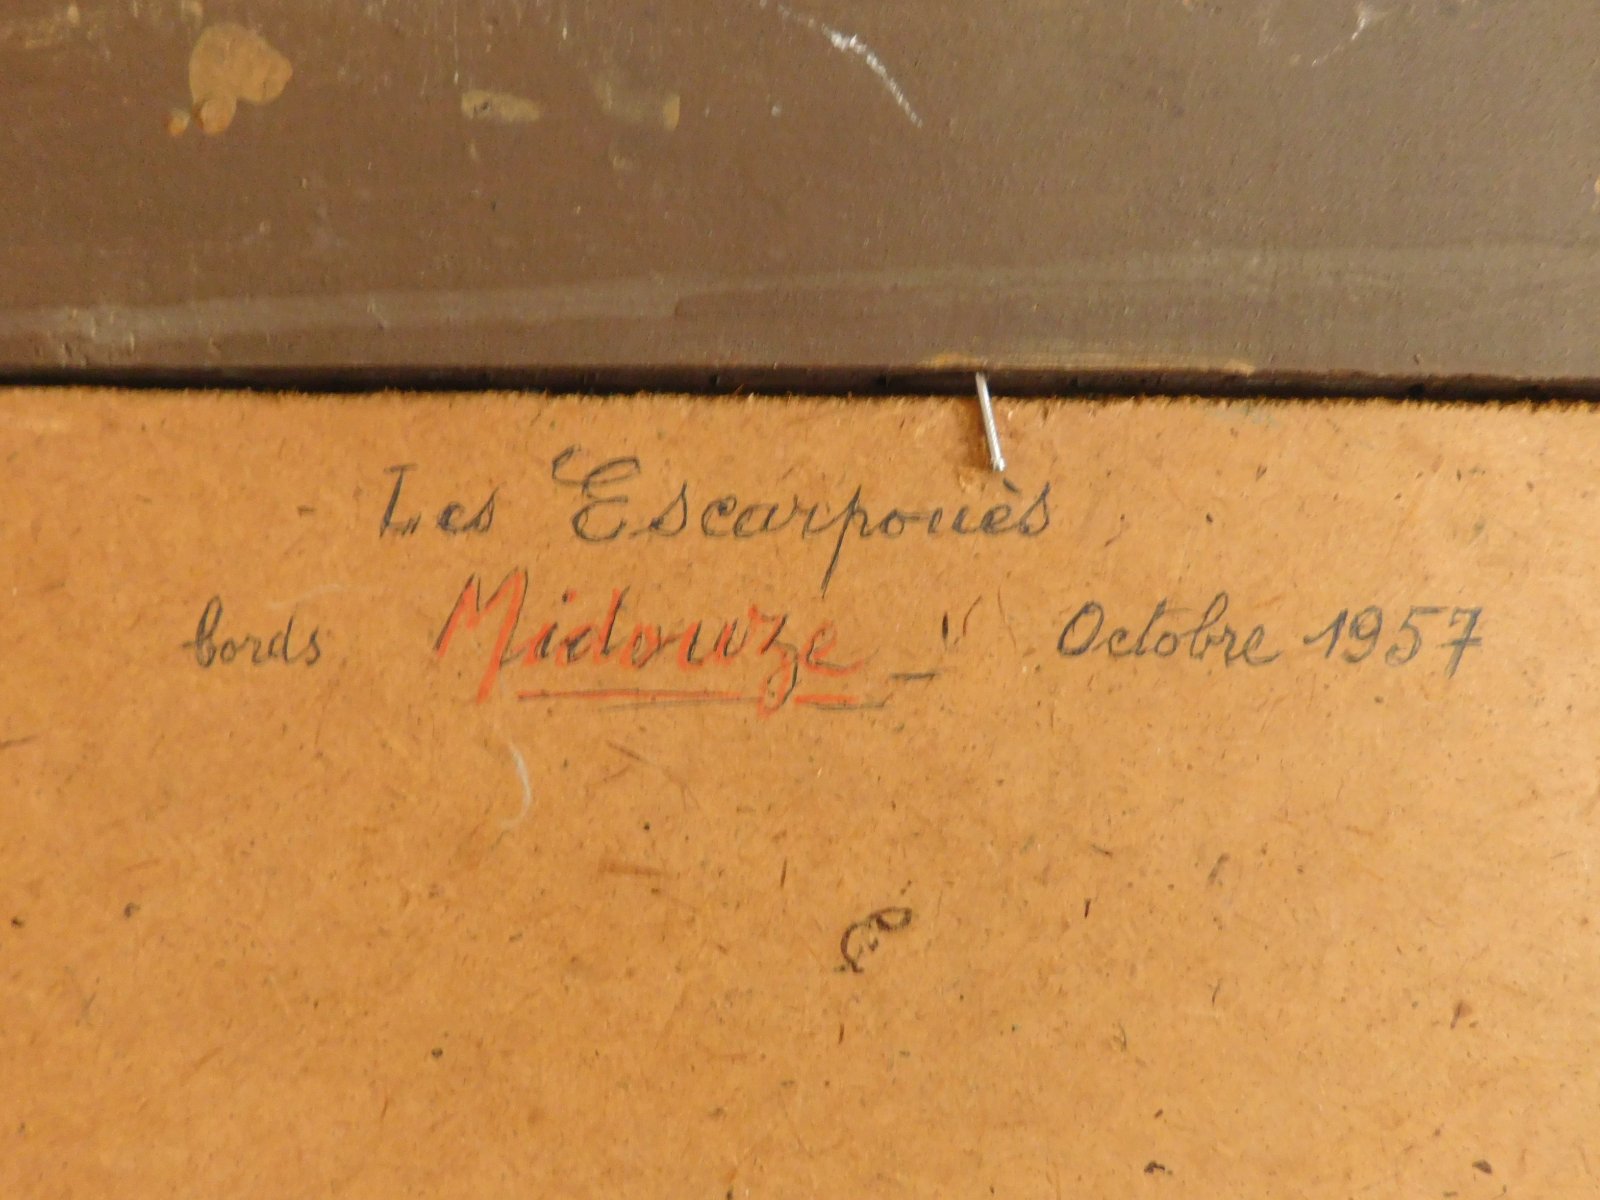 Les Escarpouès
bords Midouze _ Octobre 1957